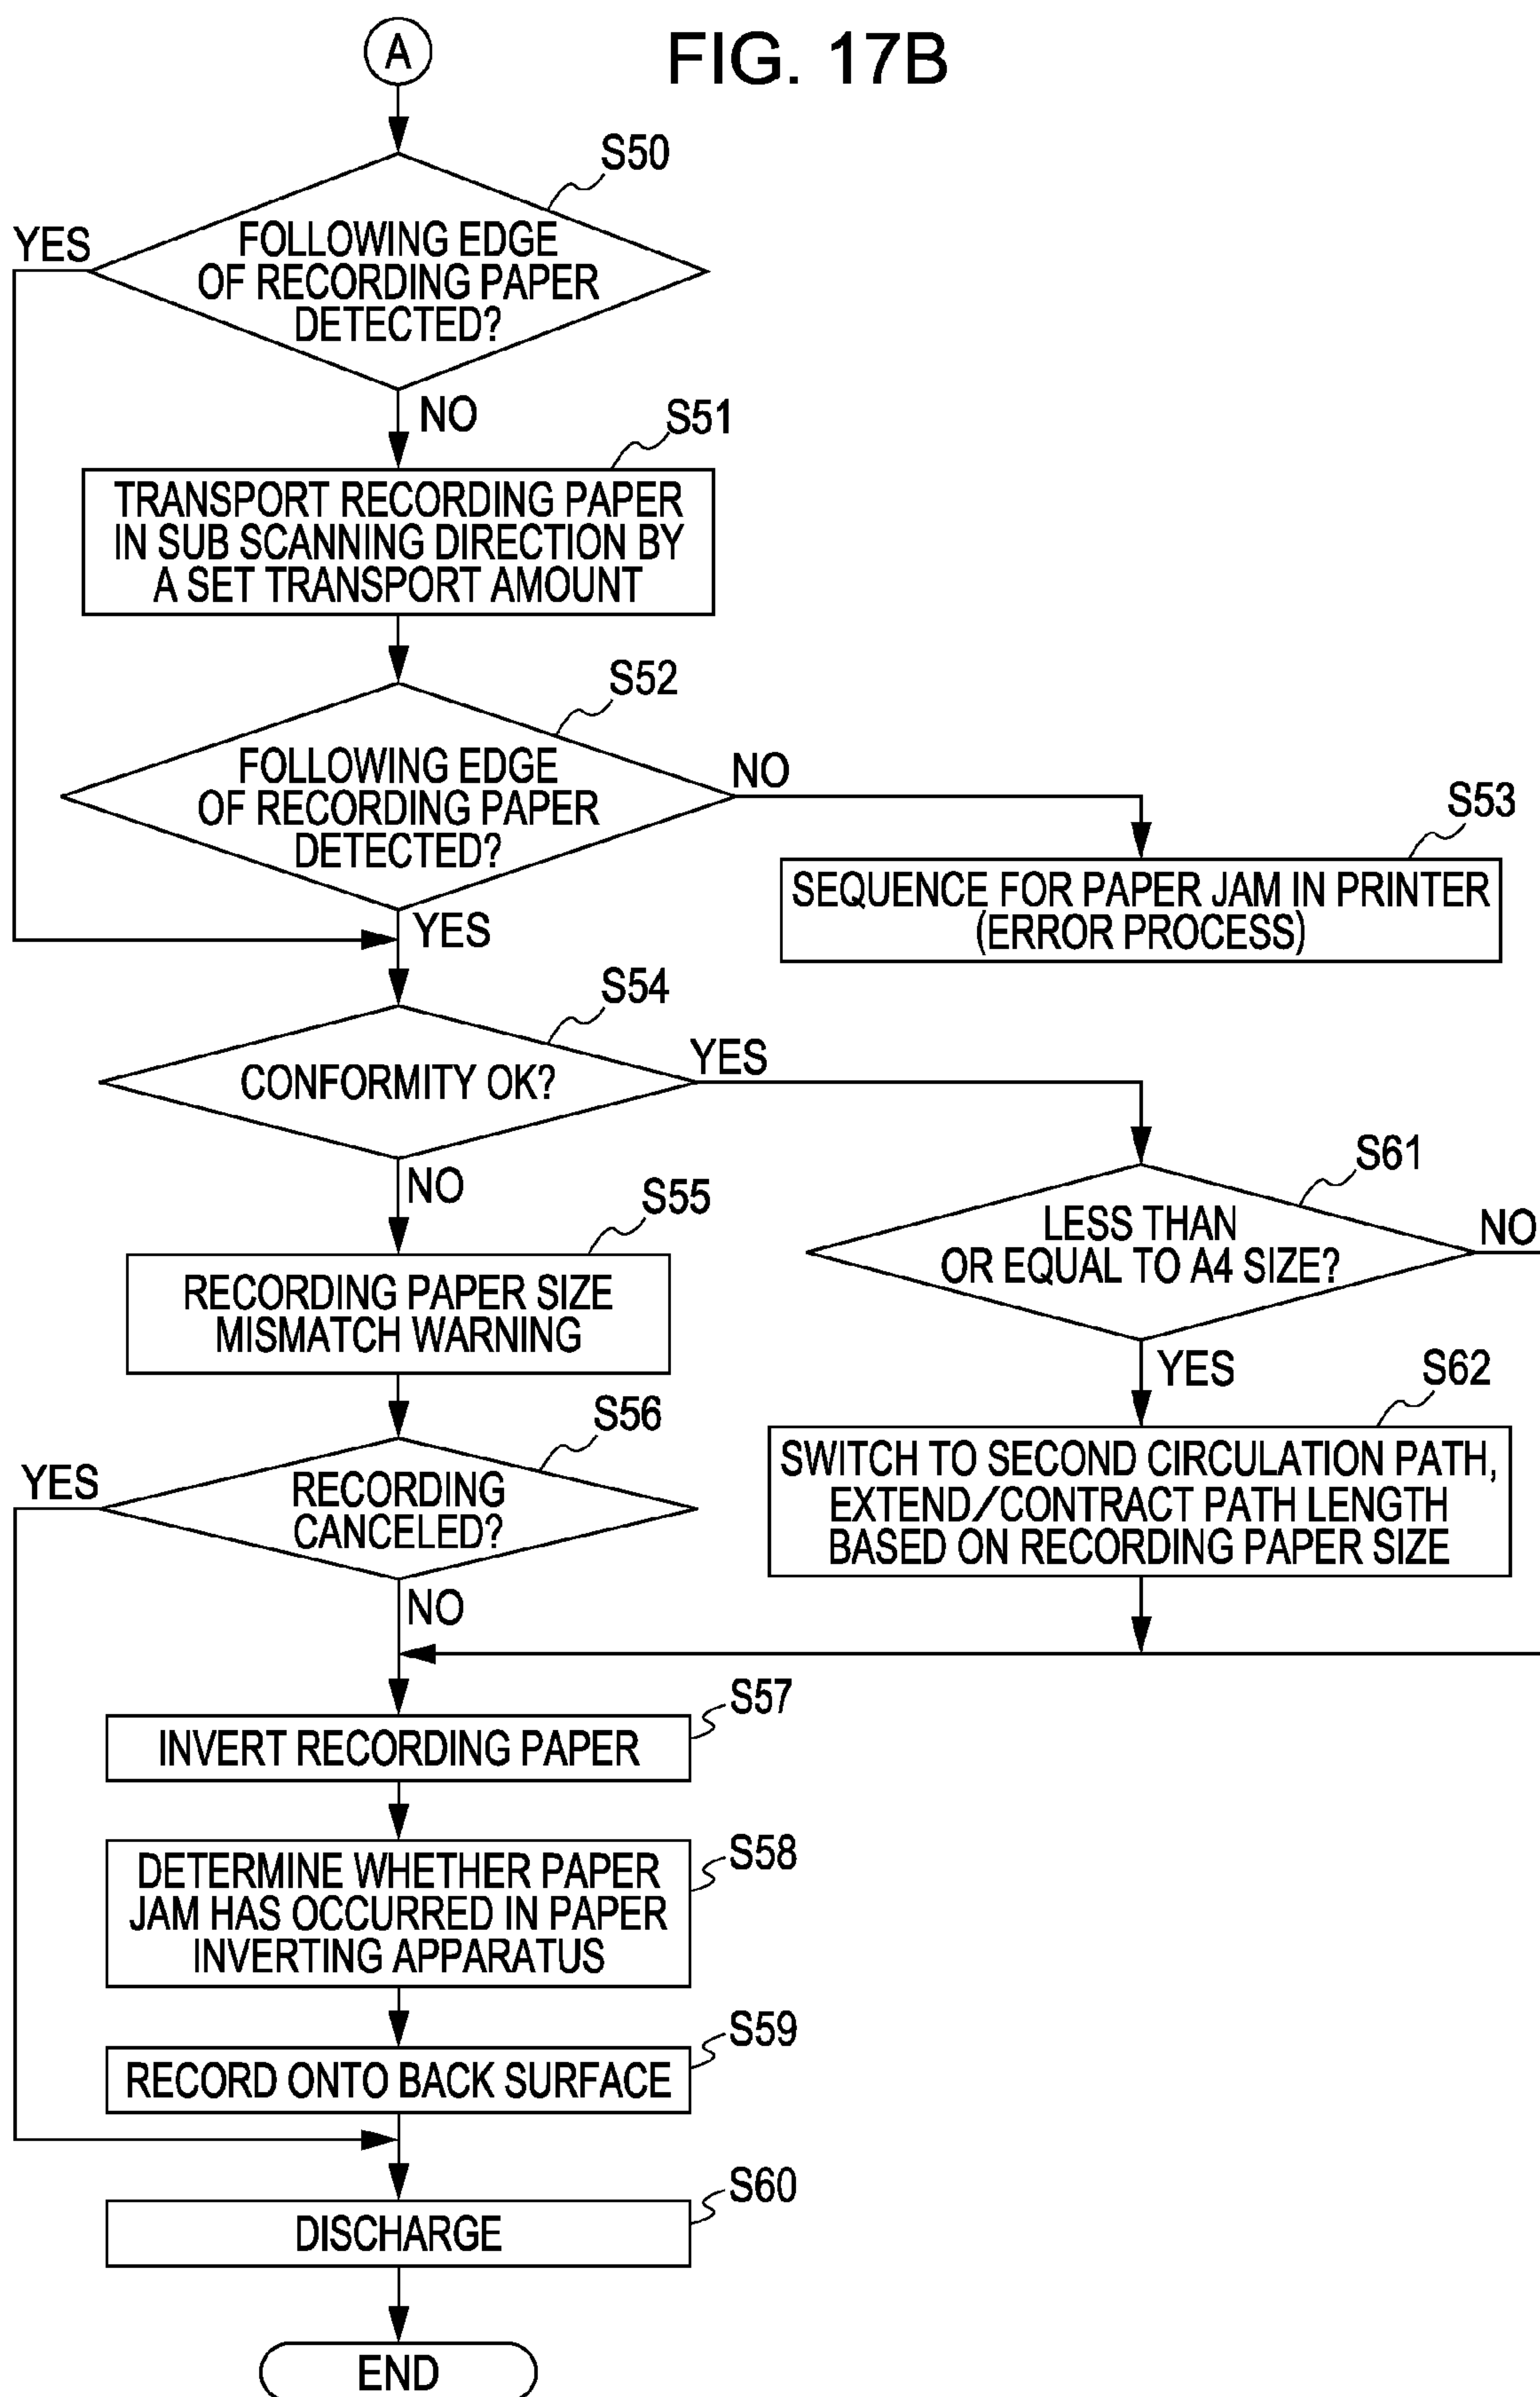 FIG. 17B
A
S50
YES
FOLLOWING EDGE
OF RECORDING PAPER
DETECTED?
NO
S51
TRANSPORT RECORDING PAPER
IN SUB SCANNING DIRECTION BY
A SET TRANSPORT AMOUNT
S52
FOLLOWING EDGE
OF RECORDING PAPER
DETECTED?
NO
S53
SEQUENCE FOR PAPER JAM IN PRINTER
(ERROR PROCESS)
YES
S54
CONFORMITY OK?
YES
NO
S61
LESS THAN
OR EQUAL TO A4 SIZE?
NO
S55
RECORDING PAPER SIZE
MISMATCH WARNING
YES
S62
SWITCH TO SECOND CIRCULATION PATH,
EXTEND/CONTRACT PATH LENGTH
BASED ON RECORDING PAPER SIZE
S56
YES
RECORDING
CANCELED?
NO
S57
INVERT RECORDING PAPER
S58
DETERMINE WHETHER PAPER
JAM HAS OCCURRED IN PAPER
INVERTING APPARATUS
S59
RECORD ONTO BACK SURFACE
S60
DISCHARGE
END